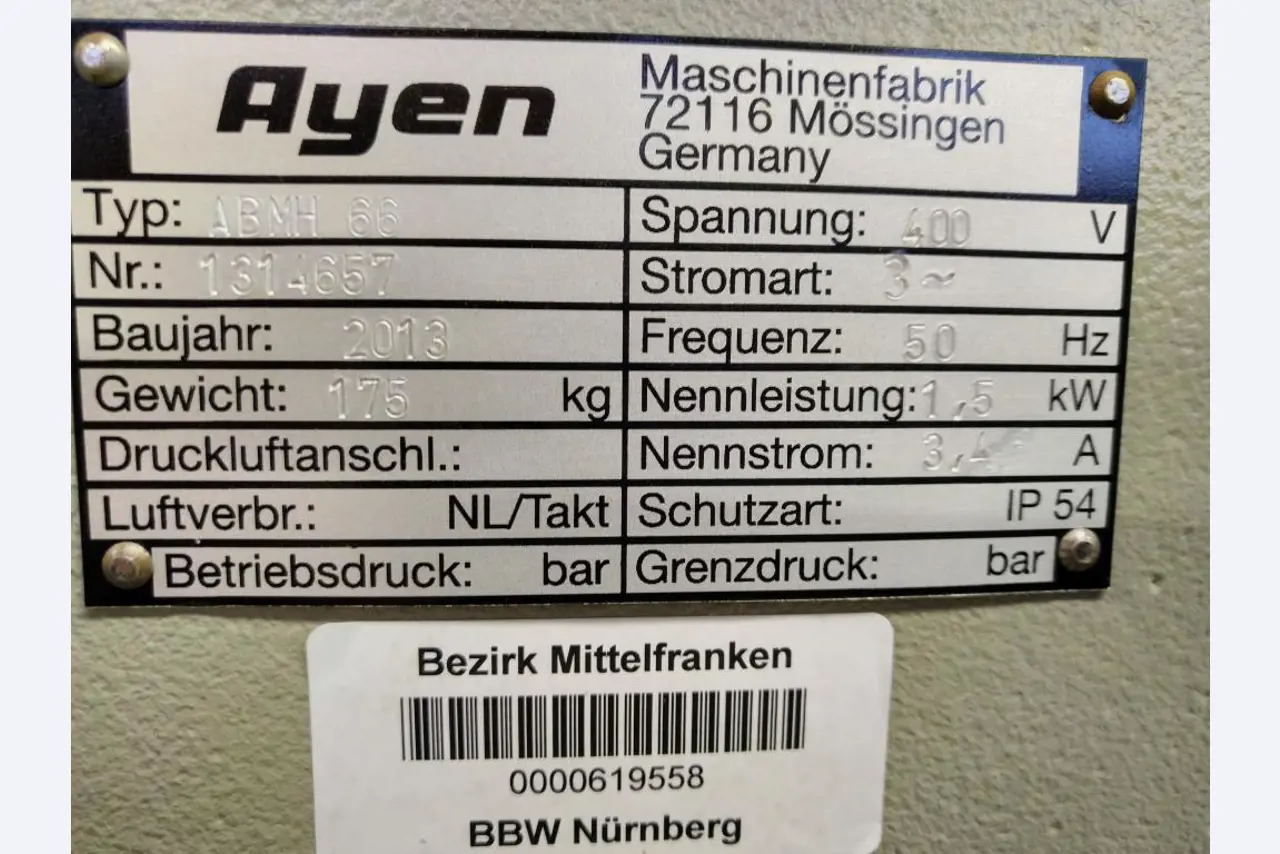 Ayen
Maschinenfabrik
72116 Mössingen
Germany
Typ: ABMH 66
Nr.: 1314657
Baujahr: 2013
Gewicht: 175 kg
Druckluftanschl.:
Luftverbr.: NL/Takt
Betriebsdruck: bar
Spannung: 400 V
Stromart: 3~
Frequenz: 50 Hz
Nennleistung: 1,5 kW
Nennstrom: 3,4 A
Schutzart: IP 54
Grenzdruck: bar
Bezirk Mittelfranken
0000619558
BBW Nürnberg